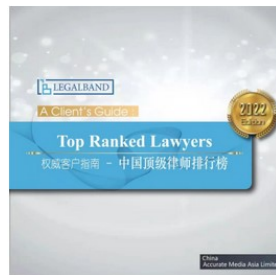 LEGALBAND
A Client's Guide :
2022
Edition
Top Ranked Lawyers
权威客户指南 - 中国顶级律师排行榜
China
Accurate Media Asia Limited